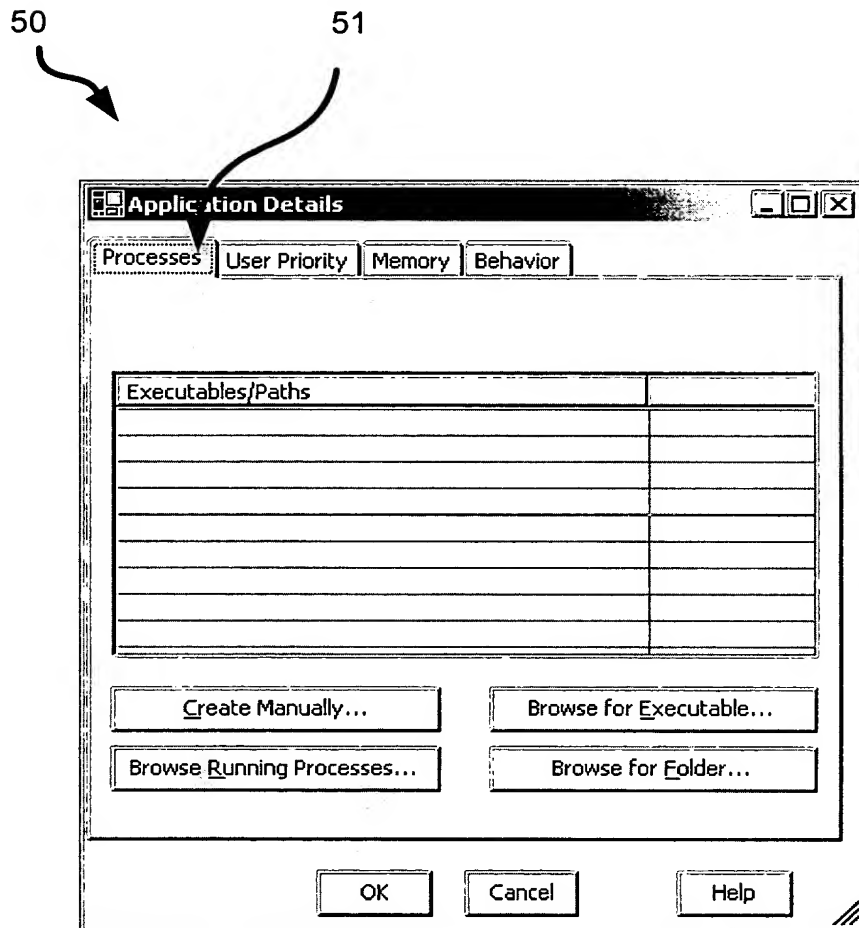 50 51
Application Details
Processes User Priority Memory Behavior
Executables/Paths
Create Manually... Browse for Executable...
Browse Running Processes... Browse for Folder...
OK Cancel Help